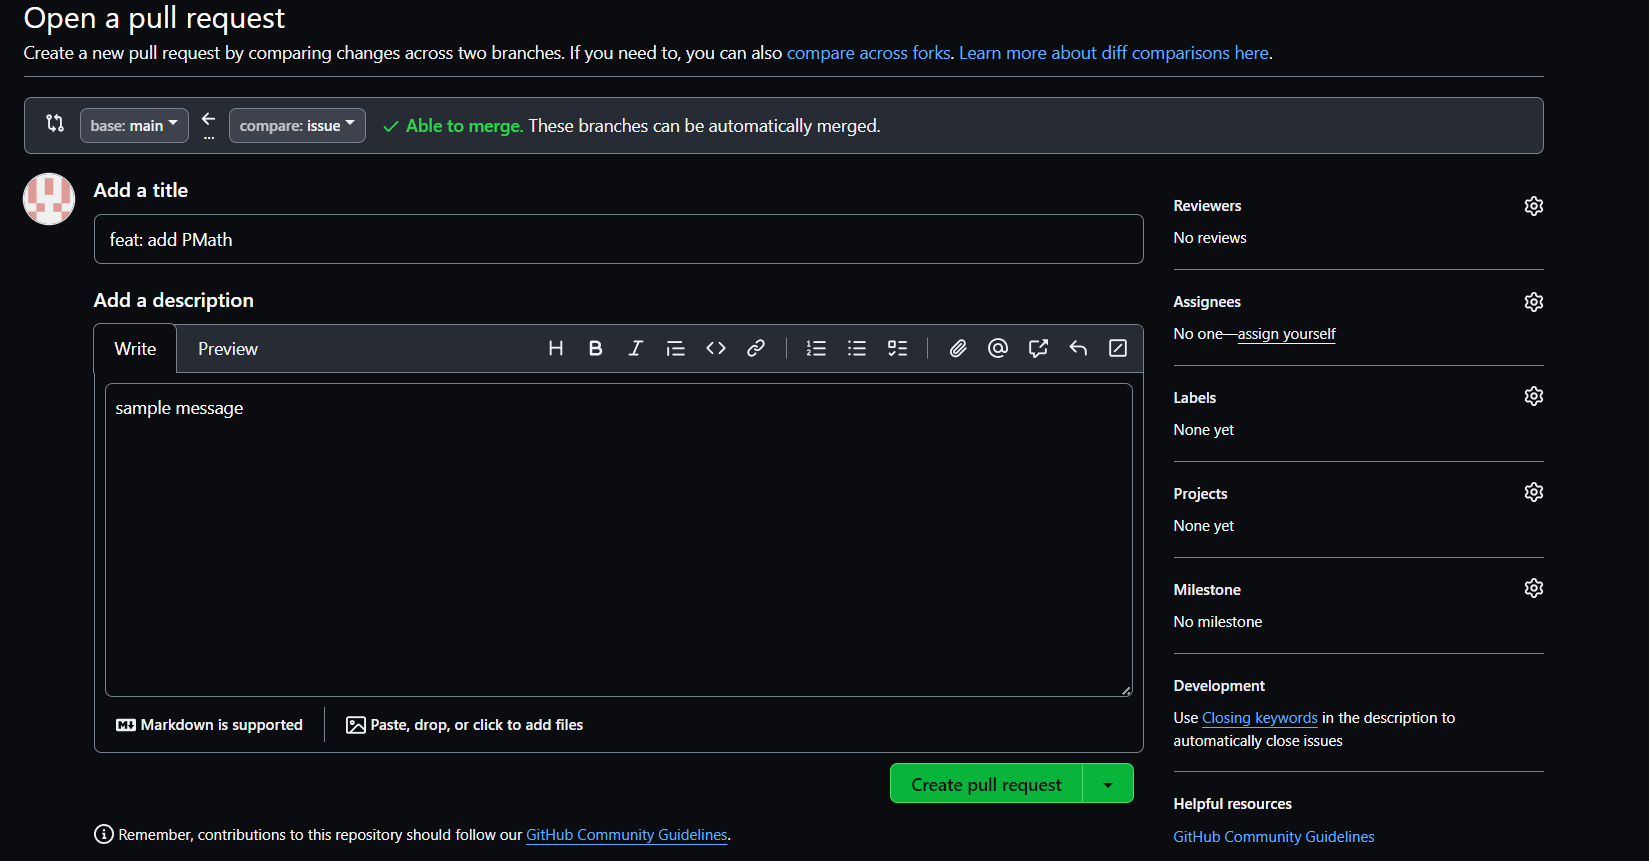 Open a pull request
Create a new pull request by comparing changes across two branches. If you need to, you can also compare across forks. Learn more about diff comparisons here.
base: main
...
compare: issue
Able to merge. These branches can be automatically merged.
Add a title
feat: add PMath
Add a description
Write
Preview
sample message
Markdown is supported
Paste, drop, or click to add files
Create pull request
Remember, contributions to this repository should follow our GitHub Community Guidelines.
Reviewers
No reviews
Assignees
No one—assign yourself
Labels
None yet
Projects
None yet
Milestone
No milestone
Development
Use Closing keywords in the description to
automatically close issues
Helpful resources
GitHub Community Guidelines